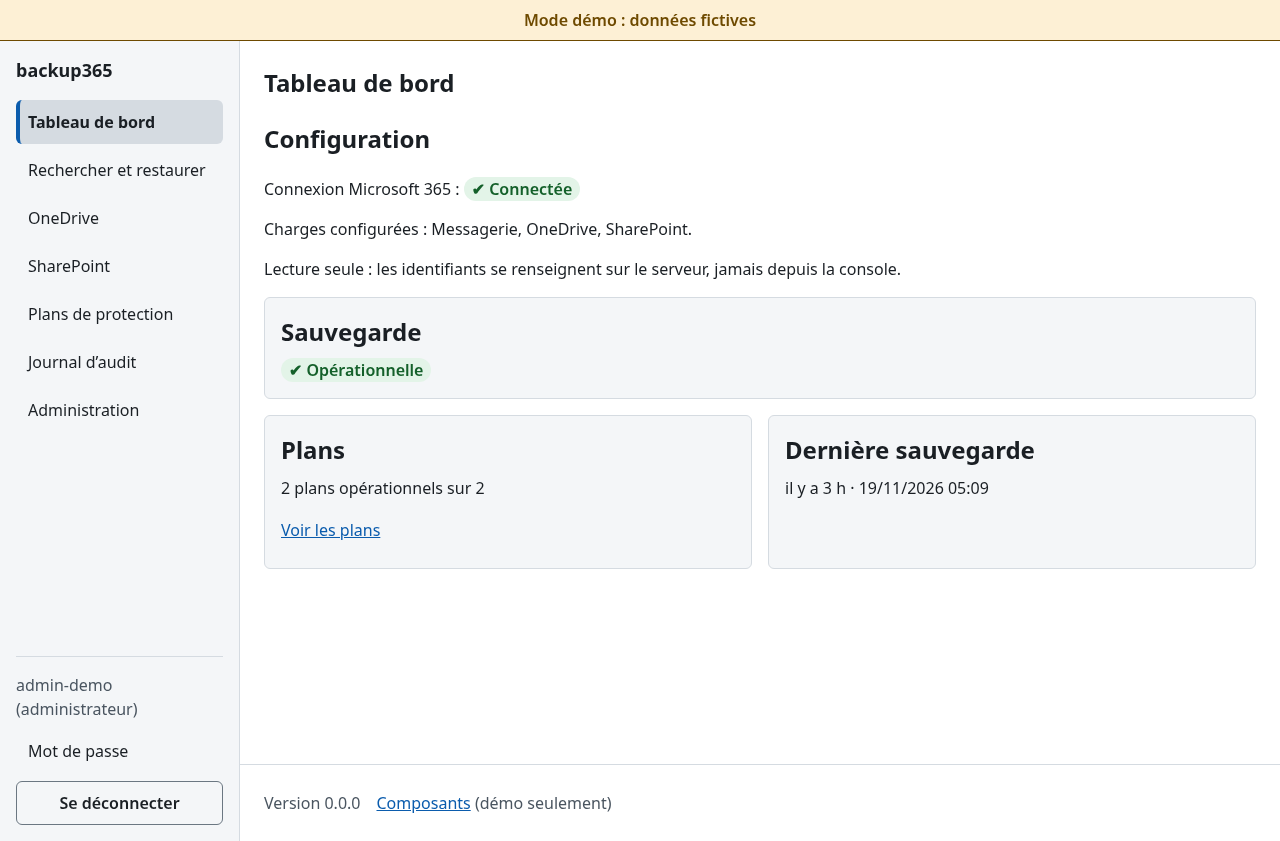 Mode démo : données fictives
backup365
Tableau de bord
Rechercher et restaurer
OneDrive
SharePoint
Plans de protection
Journal d’audit
Administration
admin-demo
(administrateur)
Mot de passe
Se déconnecter
Tableau de bord
Configuration
Connexion Microsoft 365 : ✔ Connectée
Charges configurées : Messagerie, OneDrive, SharePoint.
Lecture seule : les identifiants se renseignent sur le serveur, jamais depuis la console.
Sauvegarde
✔ Opérationnelle
Plans
2 plans opérationnels sur 2
Voir les plans
Dernière sauvegarde
il y a 3 h · 19/11/2026 05:09
Version 0.0.0 Composants (démo seulement)